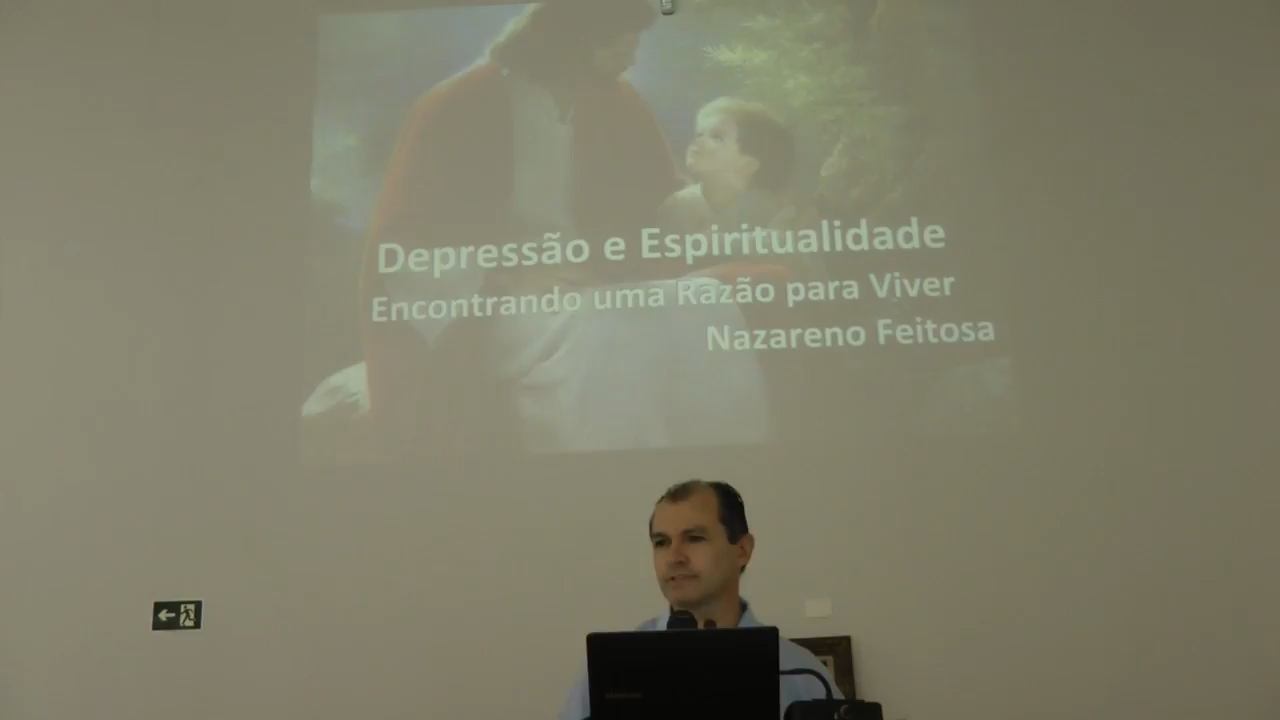 Depressão e Espiritualidade
Encontrando uma Razão para Viver
Nazareno Feitosa